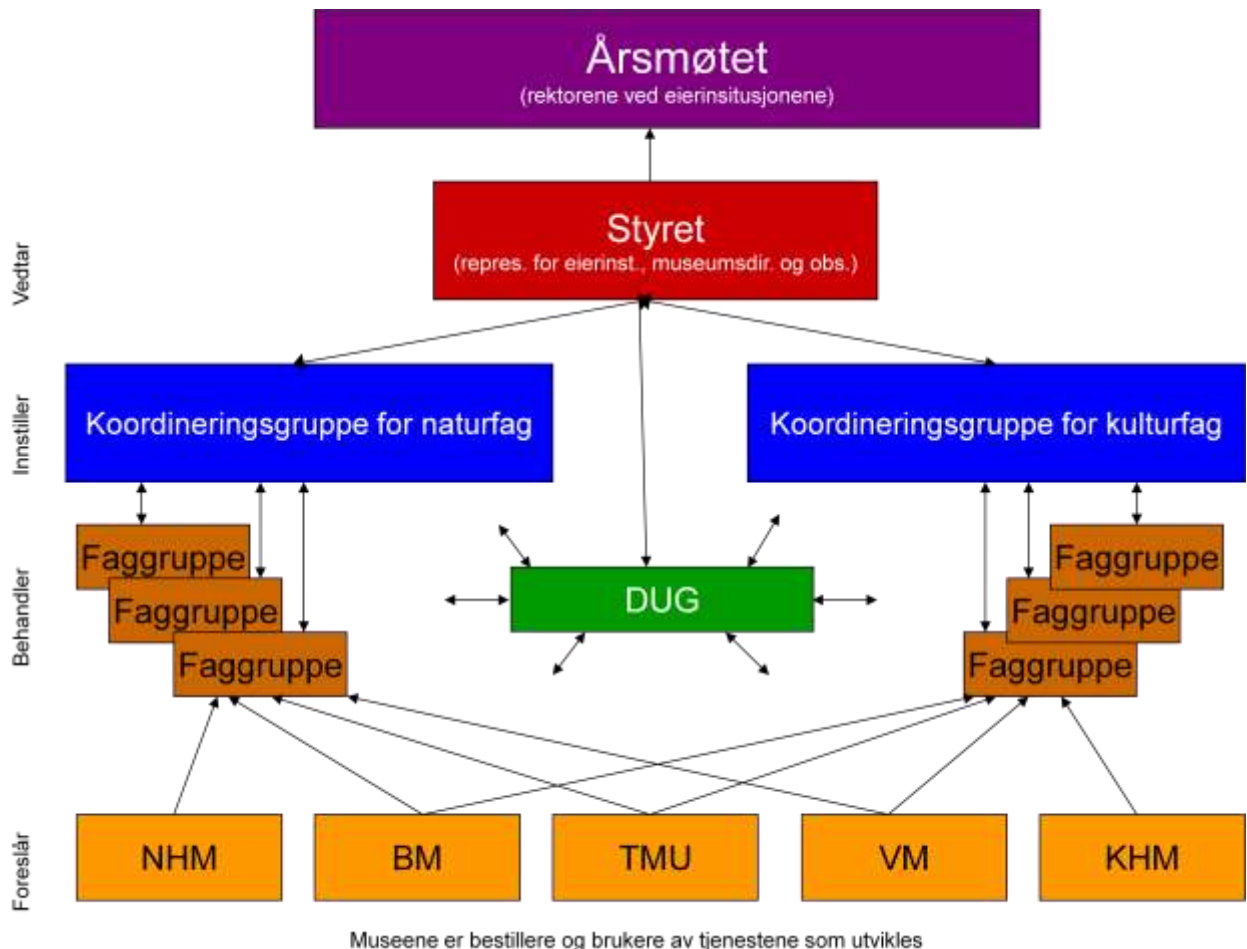 Årsmøtet
(rektorene ved eierinsitusjonene)
Styret
(repres. for eierinst., museumsdir. og obs.)
Vedtar
Koordineringsgruppe for naturfag
Koordineringsgruppe for kulturfag
Innstiller
Faggruppe
Faggruppe
Faggruppe
DUG
Faggruppe
Faggruppe
Faggruppe
Behandler
NHM
BM
TMU
VM
KHM
Foreslår
Museene er bestillere og brukere av tjenestene som utvikles